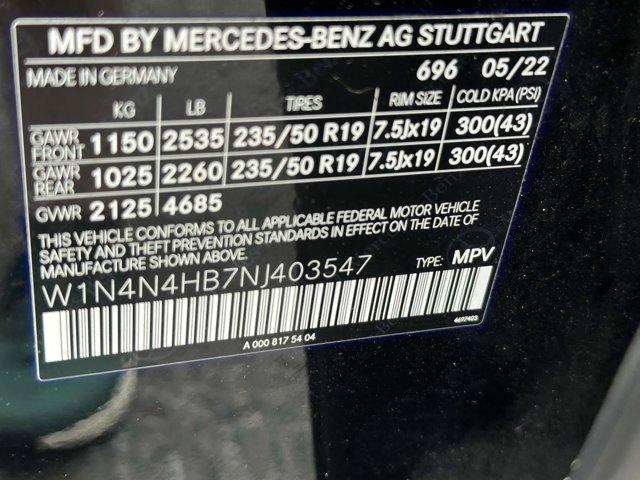 MFD BY MERCEDES-BENZ AG STUTTGART
MADE IN GERMANY 696 05/22
KG LB TIRES RIM SIZE COLD KPA (PSI)
GAWR FRONT 1150 2535 235/50 R19 7.5Jx19 300(43)
GAWR REAR 1025 2260 235/50 R19 7.5Jx19 300(43)
GVWR 2125 4685
THIS VEHICLE CONFORMS TO ALL APPLICABLE FEDERAL MOTOR VEHICLE
SAFETY AND THEFT PREVENTION STANDARDS IN EFFECT ON THE DATE OF
MANUFACTURE SHOWN ABOVE.
W1N4N4HB7NJ403547 TYPE: MPV
A 000 817 54 04